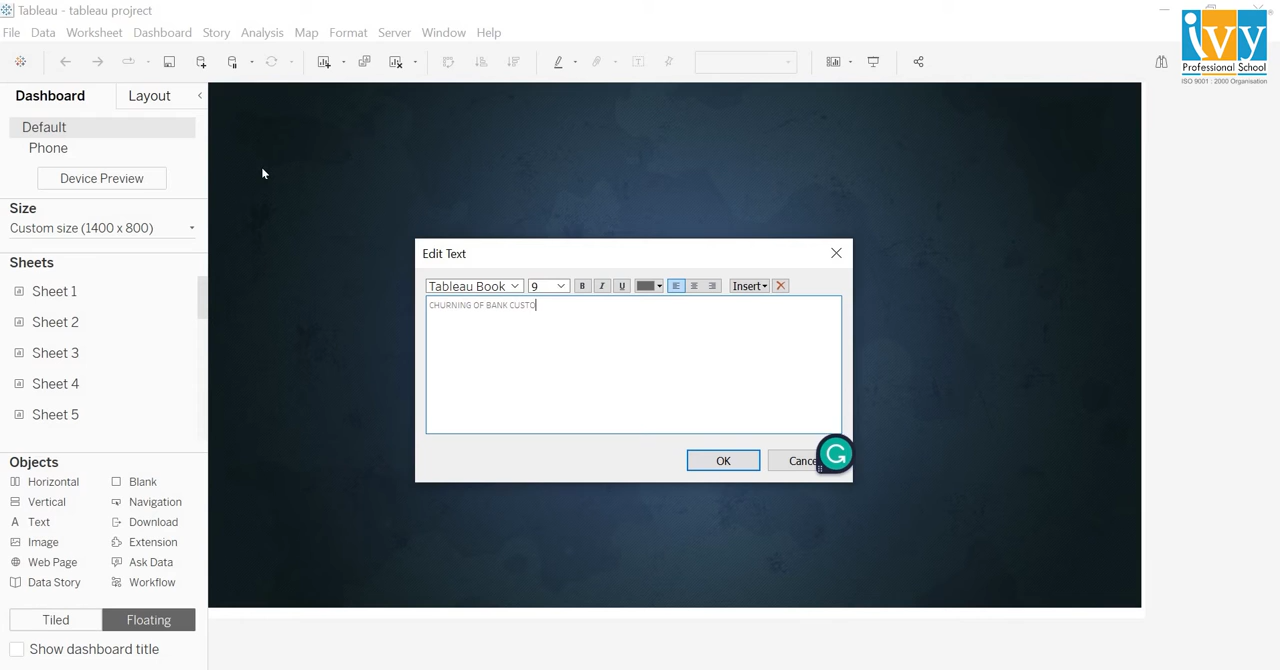 Tableau - tableau projrect
File Data Worksheet Dashboard Story Analysis Map Format Server Window Help
ivy
Professional School
ISO 9001 : 2000 Organisation
Dashboard Layout
Default
Phone
Device Preview
Size
Custom size (1400 x 800)
Sheets
Sheet 1
Sheet 2
Sheet 3
Sheet 4
Sheet 5
Objects
Horizontal Blank
Vertical Navigation
Text Download
Image Extension
Web Page Ask Data
Data Story Workflow
Tiled Floating
Show dashboard title
Edit Text
Tableau Book 9 B I U Insert
CHURNING OF BANK CUSTO
OK